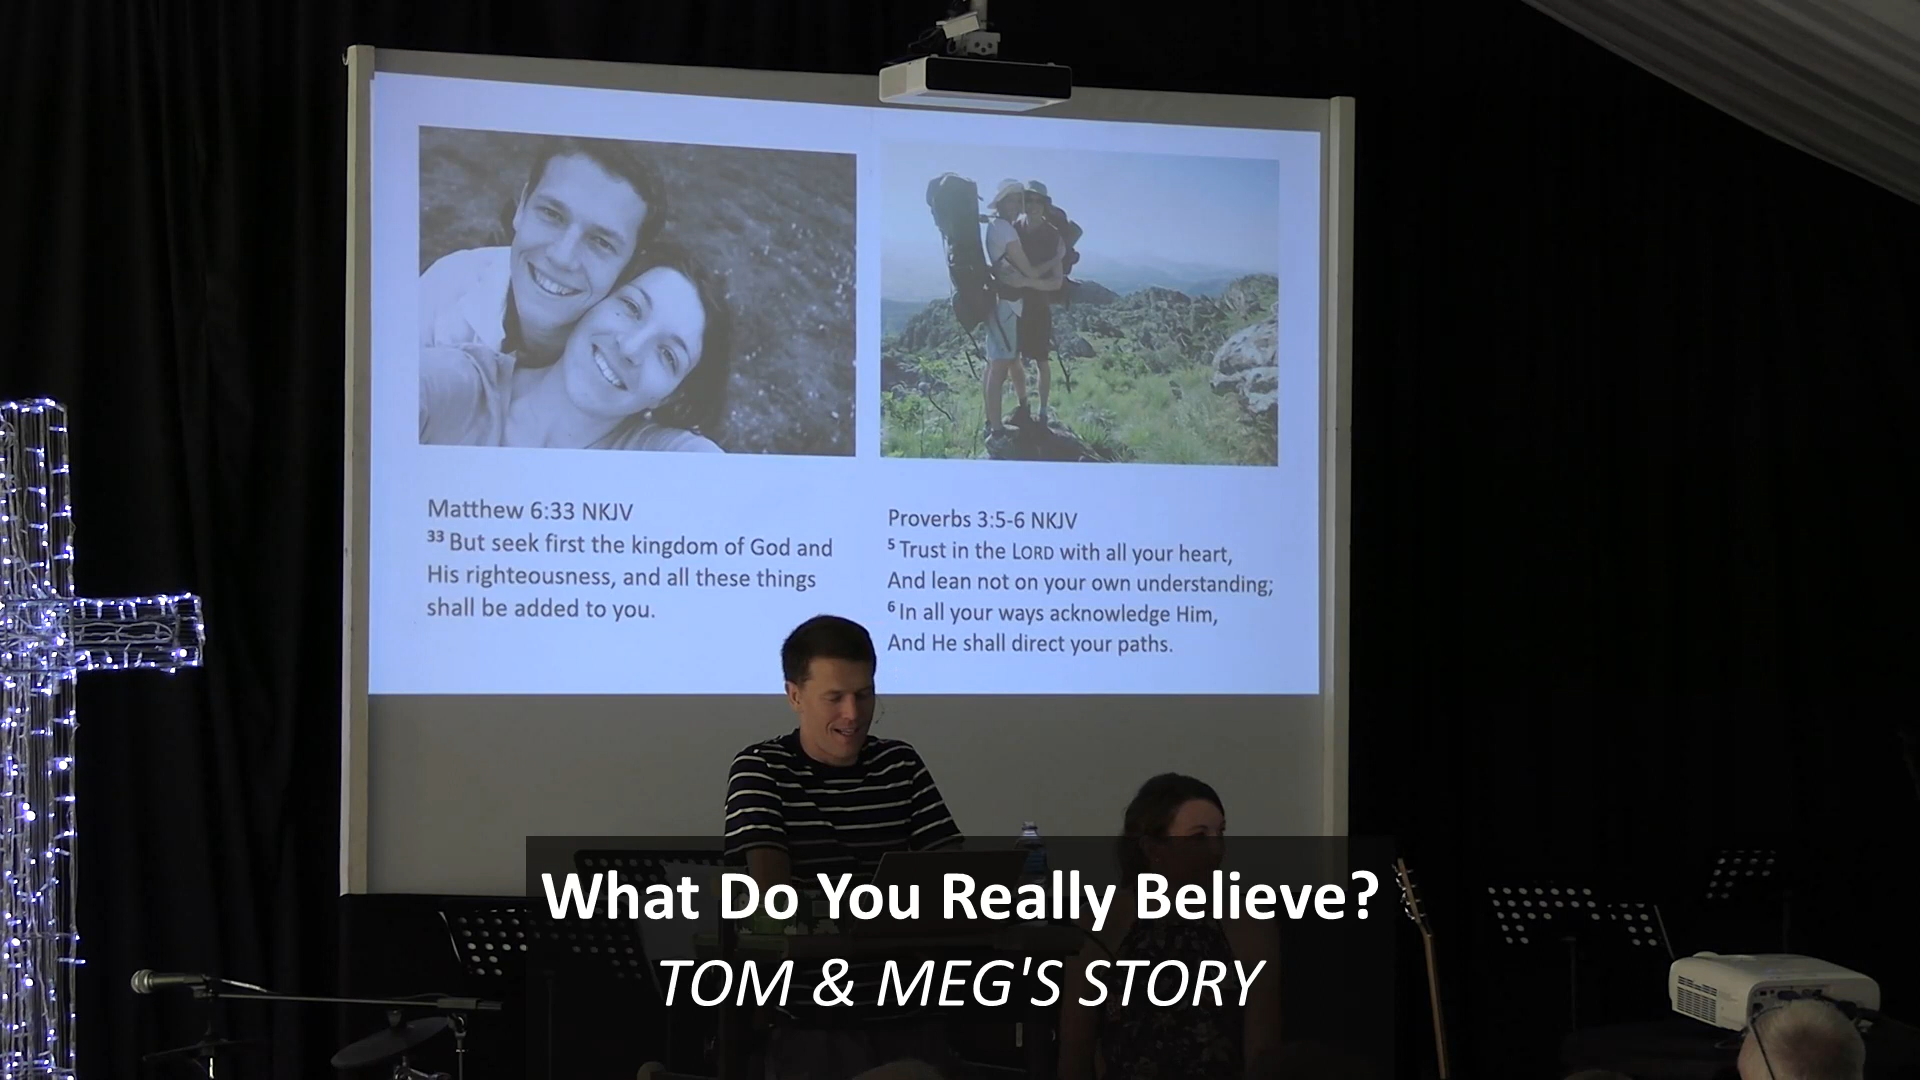 Matthew 6:33 NKJV
33 But seek first the kingdom of God and
His righteousness, and all these things
shall be added to you.
Proverbs 3:5-6 NKJV
5 Trust in the LORD with all your heart,
And lean not on your own understanding;
6 In all your ways acknowledge Him,
And He shall direct your paths.
What Do You Really Believe?
TOM & MEG'S STORY